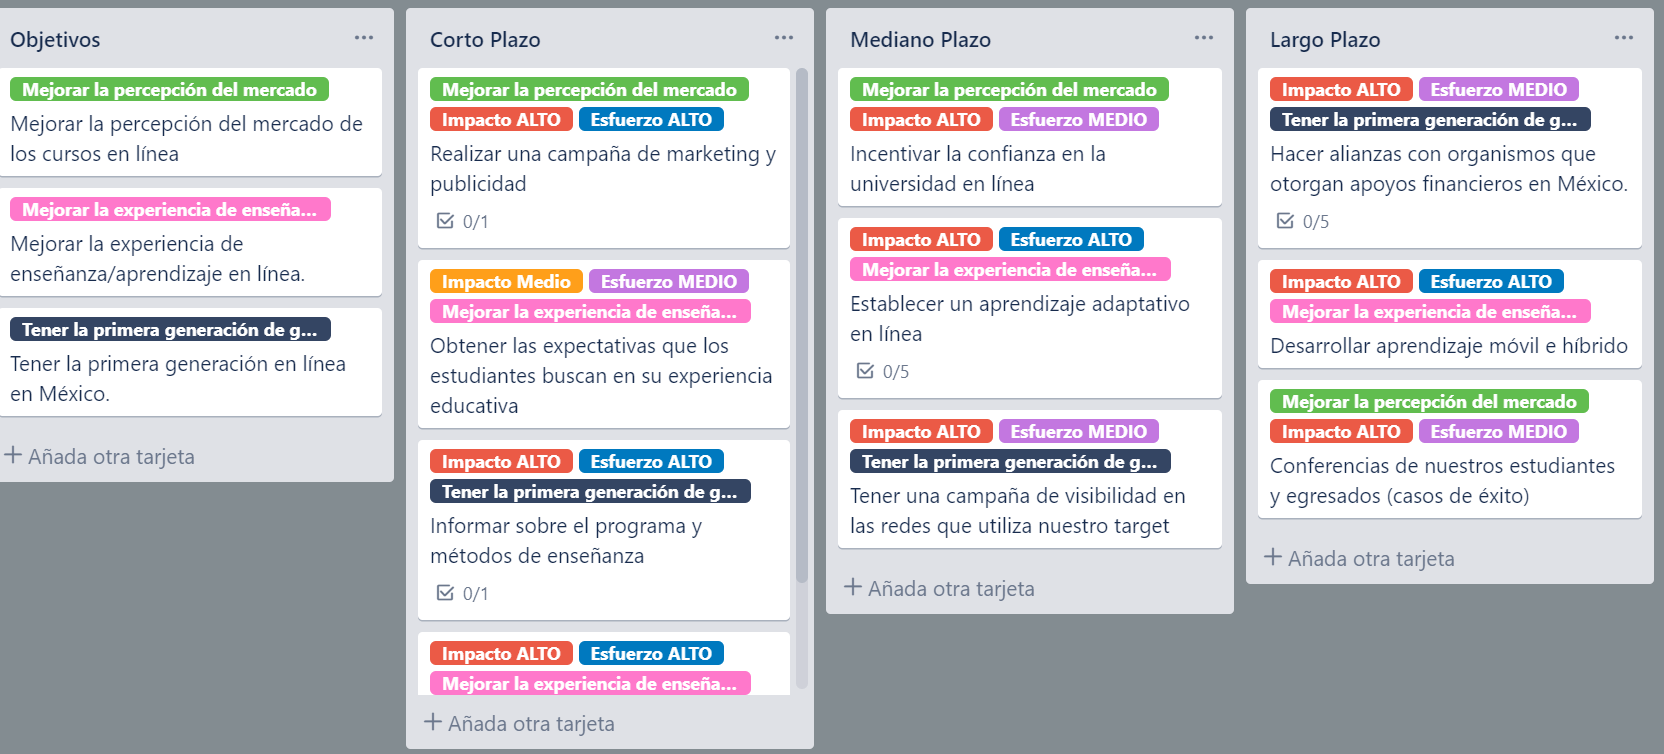 Objetivos
Mejorar la percepción del mercado
Mejorar la percepción del mercado de
los cursos en línea
Mejorar la experiencia de enseña...
Mejorar la experiencia de
enseñanza/aprendizaje en línea.
Tener la primera generación de g...
Tener la primera generación en línea
en México.
Añada otra tarjeta
Corto Plazo
Mejorar la percepción del mercado
Impacto ALTO Esfuerzo ALTO
Realizar una campaña de marketing y
publicidad
0/1
Impacto Medio Esfuerzo MEDIO
Mejorar la experiencia de enseña...
Obtener las expectativas que los
estudiantes buscan en su experiencia
educativa
Impacto ALTO Esfuerzo ALTO
Tener la primera generación de g...
Informar sobre el programa y
métodos de enseñanza
0/1
Impacto ALTO Esfuerzo ALTO
Mejorar la experiencia de enseña...
Añada otra tarjeta
Mediano Plazo
Mejorar la percepción del mercado
Impacto ALTO Esfuerzo MEDIO
Incentivar la confianza en la
universidad en línea
Impacto ALTO Esfuerzo ALTO
Mejorar la experiencia de enseña...
Establecer un aprendizaje adaptativo
en línea
0/5
Impacto ALTO Esfuerzo MEDIO
Tener la primera generación de g...
Tener una campaña de visibilidad en
las redes que utiliza nuestro target
Añada otra tarjeta
Largo Plazo
Impacto ALTO Esfuerzo MEDIO
Tener la primera generación de g...
Hacer alianzas con organismos que
otorgan apoyos financieros en México.
0/5
Impacto ALTO Esfuerzo ALTO
Mejorar la experiencia de enseña...
Desarrollar aprendizaje móvil e híbrido
Mejorar la percepción del mercado
Impacto ALTO Esfuerzo MEDIO
Conferencias de nuestros estudiantes
y egresados (casos de éxito)
Añada otra tarjeta